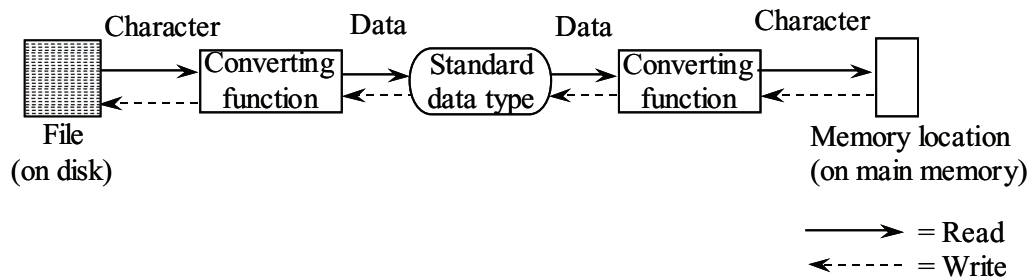 Character
Data
Data
Character
Converting
function
Standard
data type
Converting
function
File
(on disk)
Memory location
(on main memory)
= Read
= Write